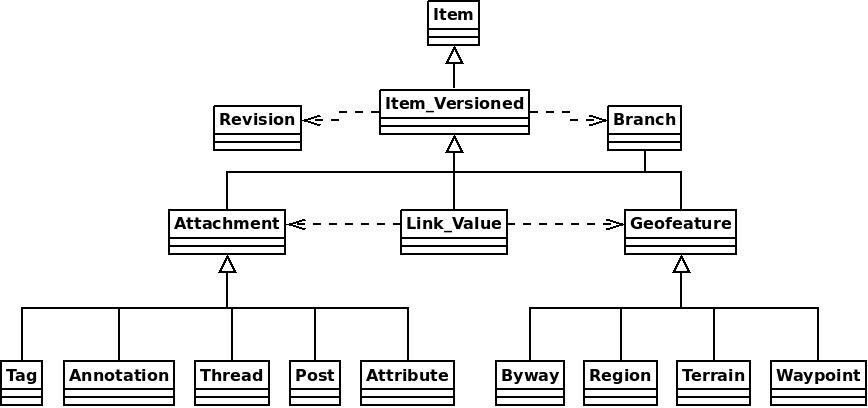 Item
Item_Versioned
Revision
Branch
Attachment
Link_Value
Geofeature
Tag
Annotation
Thread
Post
Attribute
Byway
Region
Terrain
Waypoint